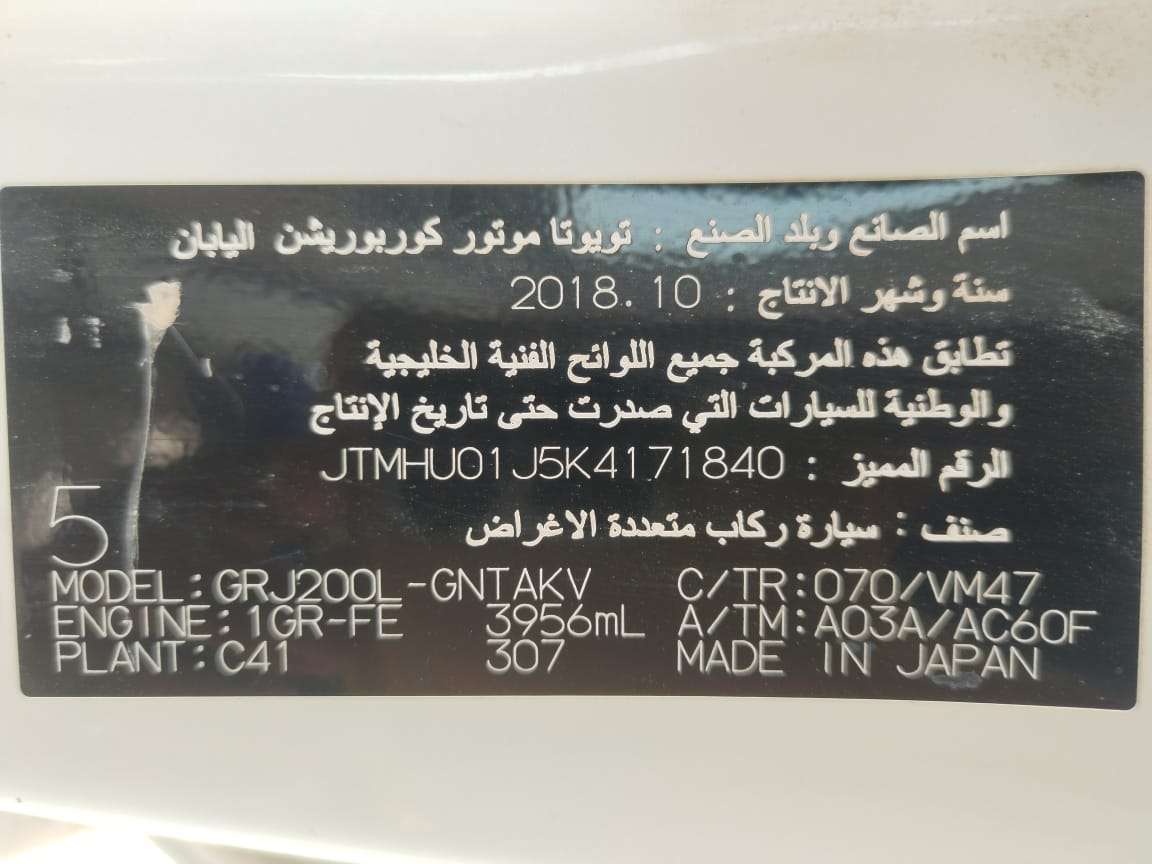 اسم الصانع وبلد الصنع : تويوتا موتور كوربوريشن اليابان
سنة وشهر الانتاج : 2018.10
تطابق هذه المركبة جميع اللوائح الفنية الخليجية
والوطنية للسيارات التي صدرت حتى تاريخ الإنتاج
الرقم المميز : JTMHU01J5K4171840
صنف : سيارة ركاب متعددة الاغراض
5
MODEL:GRJ200L-GNTAKV C/TR:070/VM47
ENGINE:1GR-FE 3956mL A/TM:A03A/AC60F
PLANT:C41 307 MADE IN JAPAN